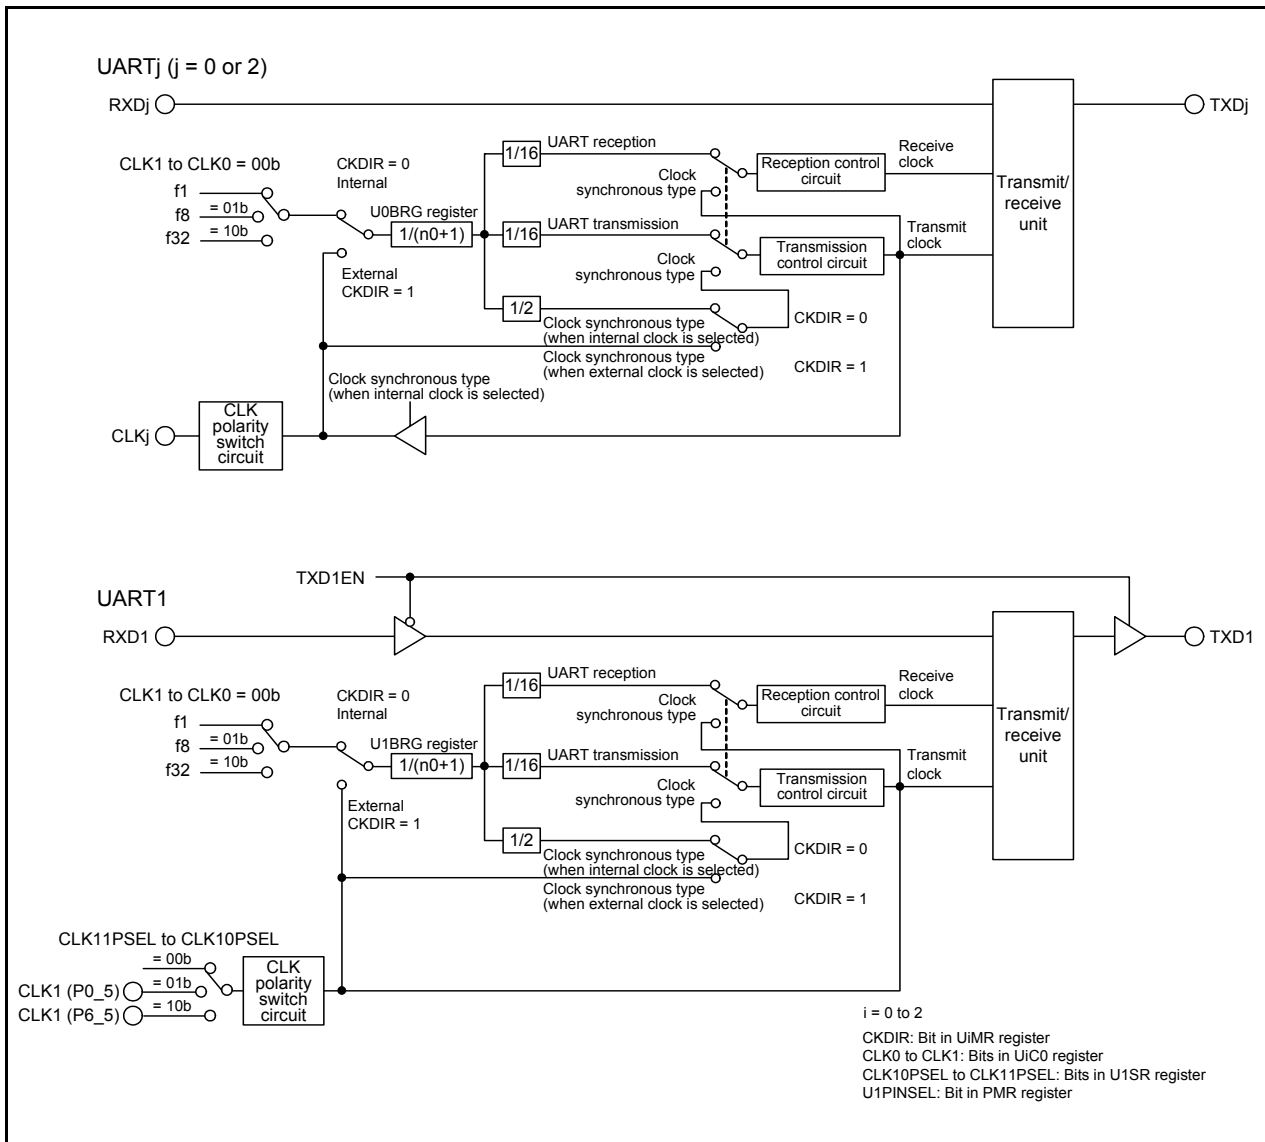 UARTj (j = 0 or 2)
RXDj
TXDj
CLK1 to CLK0 = 00b
f1
f8
= 01b
f32
= 10b
CKDIR = 0
Internal
U0BRG register
1/(n0+1)
External
CKDIR = 1
1/16
UART reception
Clock
synchronous type
Reception control
circuit
Receive
clock
1/16
UART transmission
Clock
synchronous type
Transmission
control circuit
Transmit
clock
Transmit/
receive
unit
1/2
Clock synchronous type
(when internal clock is selected)
CKDIR = 0
Clock synchronous type
(when external clock is selected)
CKDIR = 1
Clock synchronous type
(when internal clock is selected)
CLKj
CLK
polarity
switch
circuit
TXD1EN
UART1
RXD1
TXD1
CLK1 to CLK0 = 00b
f1
f8
= 01b
f32
= 10b
CKDIR = 0
Internal
U1BRG register
1/(n0+1)
External
CKDIR = 1
1/16
UART reception
Clock
synchronous type
Reception control
circuit
Receive
clock
1/16
UART transmission
Clock
synchronous type
Transmission
control circuit
Transmit
clock
Transmit/
receive
unit
1/2
Clock synchronous type
(when internal clock is selected)
CKDIR = 0
Clock synchronous type
(when external clock is selected)
CKDIR = 1
CLK11PSEL to CLK10PSEL
= 00b
CLK1 (P0_5)
= 01b
CLK1 (P6_5)
= 10b
CLK
polarity
switch
circuit
i = 0 to 2
CKDIR: Bit in UiMR register
CLK0 to CLK1: Bits in UiC0 register
CLK10PSEL to CLK11PSEL: Bits in U1SR register
U1PINSEL: Bit in PMR register